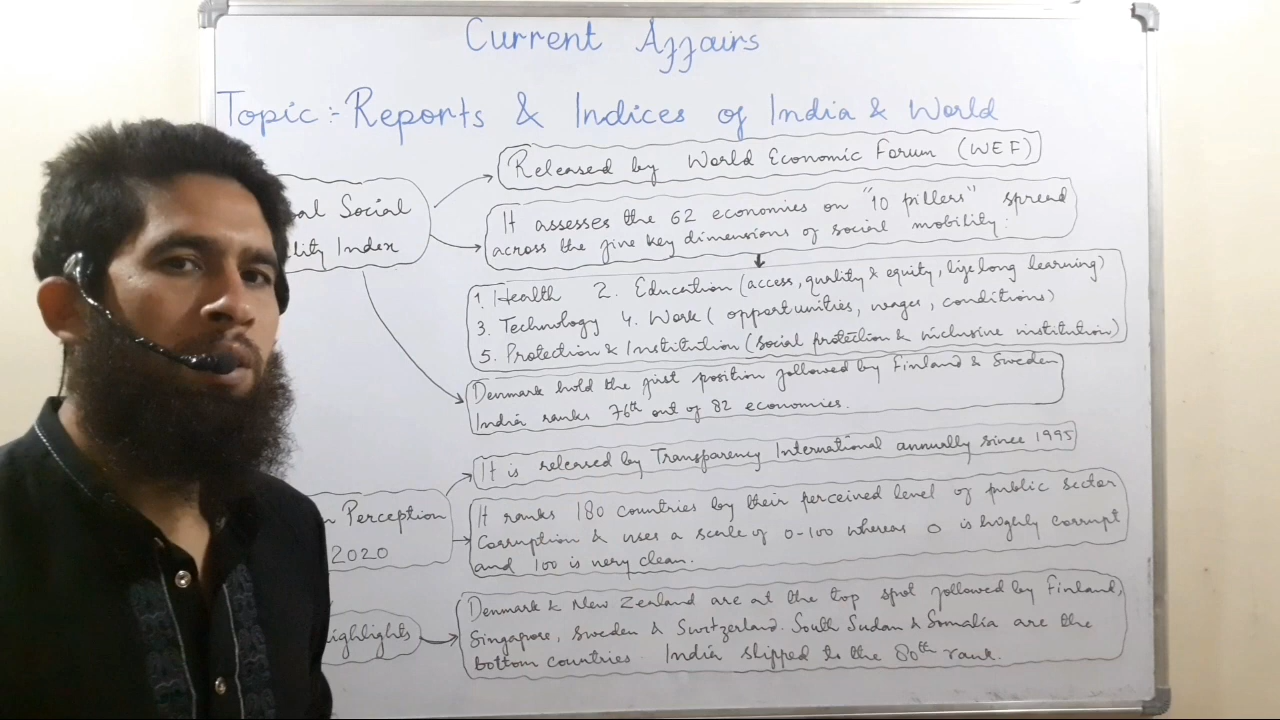 Current Affairs
Topic:- Reports & Indices of India & World
Released by World Economic Forum (WEF)
al Social
lity Index
It assesses the 62 economies on "10 pillers" spread
across the five key dimensions of social mobility:
1. Health 2. Education (access, quality & equity, lifelong learning)
3. Technology 4. Work ( opportunities, wages, conditions)
5. Protection & Institution (social protection & inclusive institution)
Denmark hold the first position followed by Finland & Sweden
India ranks 76th out of 82 economies.
It is released by Transparency International annually since 1995
n Perception
2020
It ranks 180 countries by their perceived level of public sector
Corruption & uses a scale of 0-100 whereas 0 is highly corrupt
and 100 is very clean.
ighlights
Denmark & New Zealand are at the top spot followed by Finland,
Singapore, Sweden & Switzerland. South Sudan & Somalia are the
bottom countries. India slipped to the 80th rank.